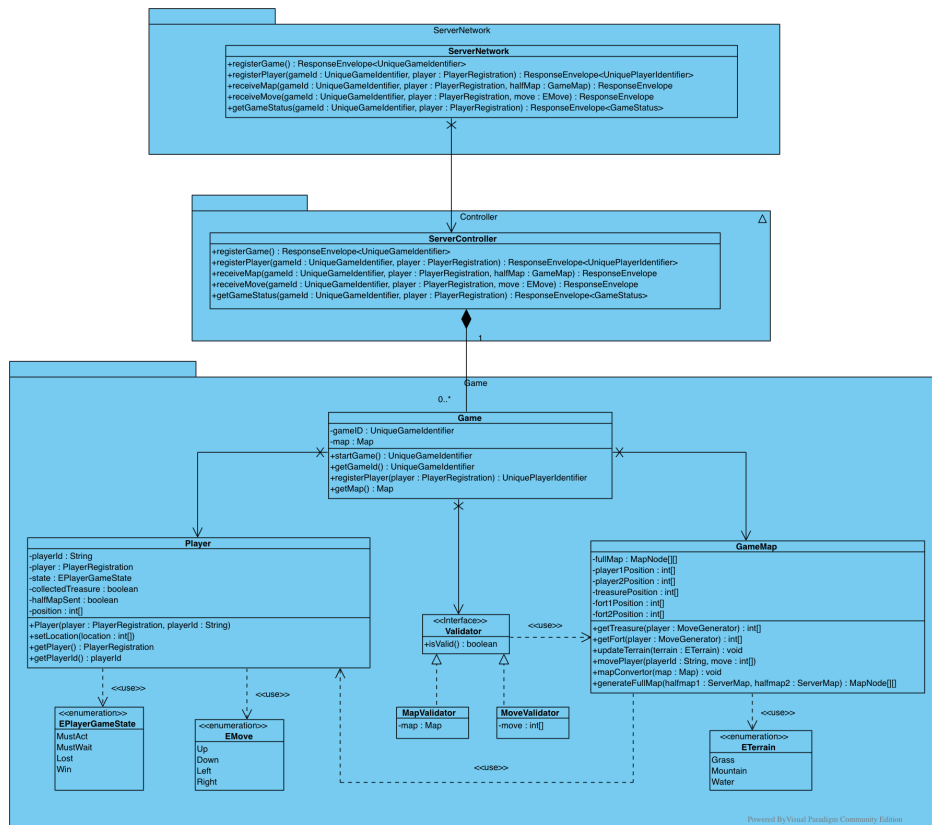 ServerNetwork
ServerNetwork
+registerGame() : ResponseEnvelope<UniqueGameIdentifier>
+registerPlayer(gameId : UniqueGameIdentifier, player : PlayerRegistration) : ResponseEnvelope<UniquePlayerIdentifier>
+receiveMap(gameId : UniqueGameIdentifier, player : PlayerRegistration, halfMap : GameMap) : ResponseEnvelope
+receiveMove(gameId : UniqueGameIdentifier, player : PlayerRegistration, move : EMove) : ResponseEnvelope
+getGameStatus(gameId : UniqueGameIdentifier, player : PlayerRegistration) : ResponseEnvelope<GameStatus>
Controller
ServerController
+registerGame() : ResponseEnvelope<UniqueGameIdentifier>
+registerPlayer(gameId : UniqueGameIdentifier, player : PlayerRegistration) : ResponseEnvelope<UniquePlayerIdentifier>
+receiveMap(gameId : UniqueGameIdentifier, player : PlayerRegistration, halfMap : GameMap) : ResponseEnvelope
+receiveMove(gameId : UniqueGameIdentifier, player : PlayerRegistration, move : EMove) : ResponseEnvelope
+getGameStatus(gameId : UniqueGameIdentifier, player : PlayerRegistration) : ResponseEnvelope<GameStatus>
1
Game
0..*
Game
-gameID : UniqueGameIdentifier
-map : Map
+startGame() : UniqueGameIdentifier
+getGameId() : UniqueGameIdentifier
+registerPlayer(player : PlayerRegistration) : UniquePlayerIdentifier
+getMap() : Map
Player
-playerId : String
-player : PlayerRegistration
-state : EPlayerGameState
-collectedTreasure : boolean
-halfMapSent : boolean
-position : int[]
+Player(player : PlayerRegistration, playerId : String)
+setLocation(location : int[])
+getPlayer() : PlayerRegistration
+getPlayerId() : playerId
GameMap
-fullMap : MapNode[][]
-player1Position : int[]
-player2Position : int[]
-treasurePosition : int[]
-fort1Position : int[]
-fort2Position : int[]
+getTreasure(player : MoveGenerator) : int[]
+getFort(player : MoveGenerator) : int[]
+updateTerrain(terrain : ETerrain) : void
+movePlayer(playerId : String, move : int[])
+mapConvertor(map : Map) : void
+generateFullMap(halfmap1 : ServerMap, halfmap2 : ServerMap) : MapNode[][]
<<Interface>>
Validator
+isValid() : boolean
<<use>>
<<use>>
<<use>>
<<use>>
<<use>>
<<enumeration>>
EPlayerGameState
MustAct
MustWait
Lost
Win
<<enumeration>>
EMove
Up
Down
Left
Right
MapValidator
-map : Map
MoveValidator
-move : int[]
<<enumeration>>
ETerrain
Grass
Mountain
Water
Powered By Visual Paradigm Community Edition